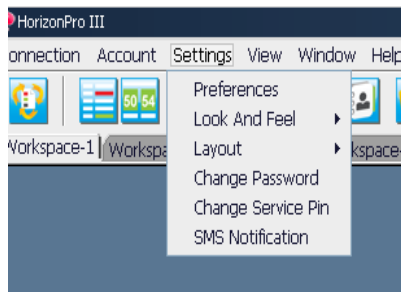 HorizonPro III
onnection Account Settings View Window Help
50 54
Workspace-1 Workspa kspace-
Preferences
Look And Feel
Layout
Change Password
Change Service Pin
SMS Notification